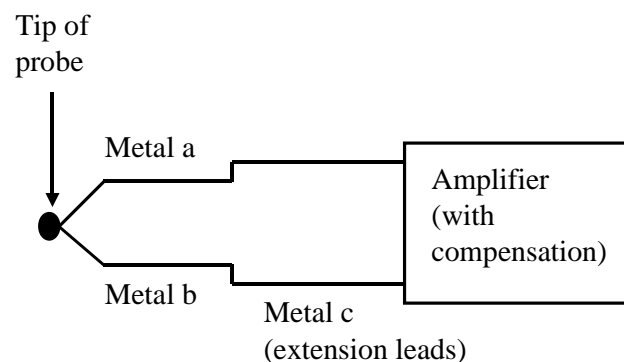 Tip of
probe
Metal a
Amplifier
(with
compensation)
Metal b
Metal c
(extension leads)